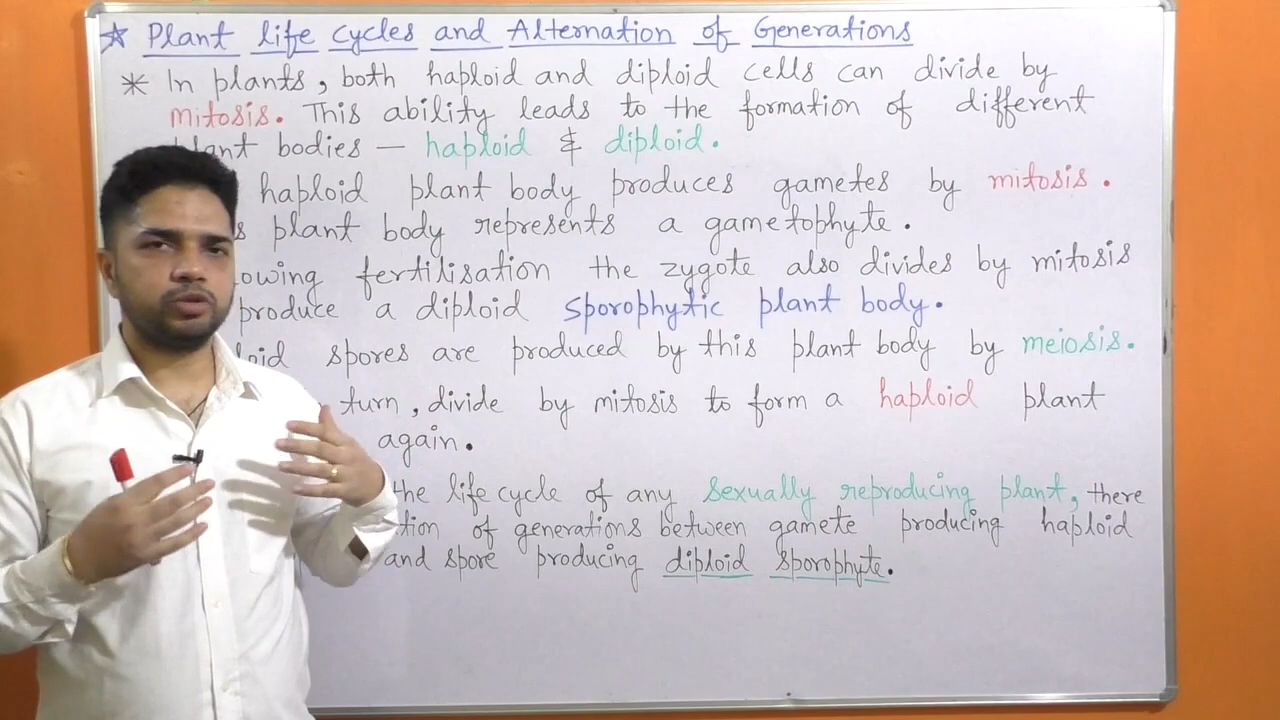 ☆ Plant life cycles and Alternation of Generations
* In plants, both haploid and diploid cells can divide by
mitosis. This ability leads to the formation of different
plant bodies – haploid & diploid.
haploid plant body produces gametes by mitosis.
plant body represents a gametophyte.
fertilisation the zygote also divides by mitosis
produce a diploid sporophytic plant body.
spores are produced by this plant body by meiosis.
turn, divide by mitosis to form a haploid plant
again.
the life cycle of any sexually reproducing plant, there
of generations between gamete producing haploid
and spore producing diploid sporophyte.